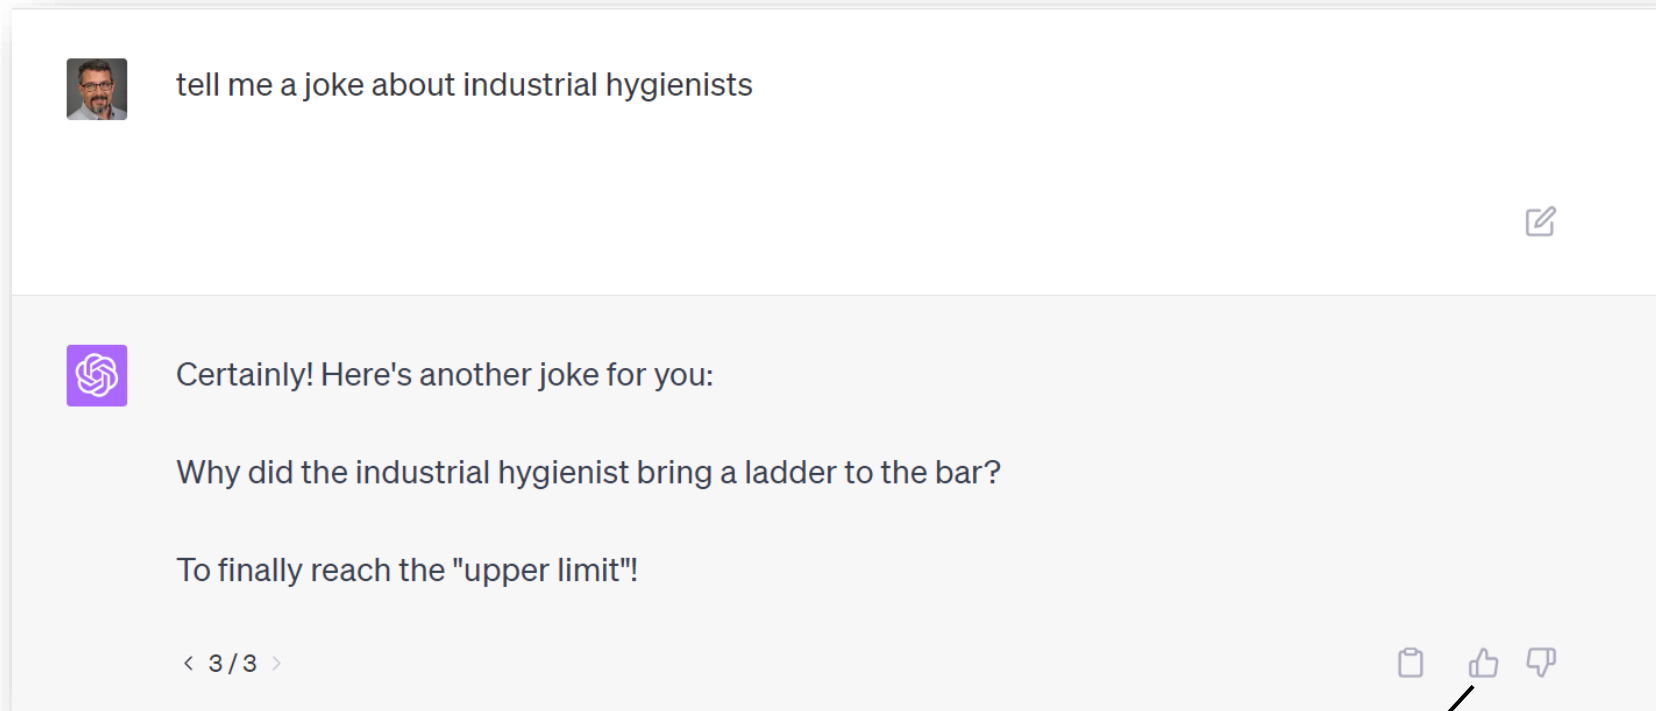 tell me a joke about industrial hygienists
Certainly! Here's another joke for you:
Why did the industrial hygienist bring a ladder to the bar?
To finally reach the "upper limit"!
< 3 / 3 >